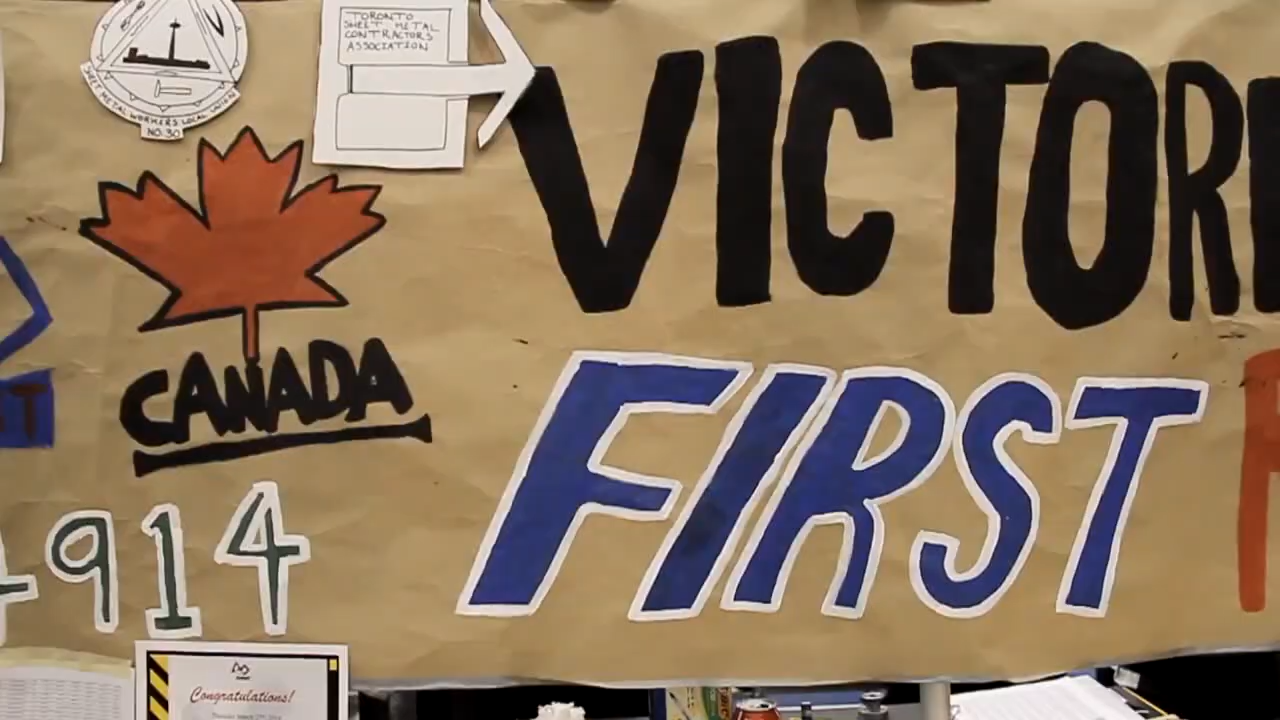 TORONTO
SHEET METAL
CONTRACTORS
ASSOCIATION
SHEET METAL WORKERS LOCAL UNION
NO. 30
VICTOR
CANADA
FIRST
914
Congratulations!